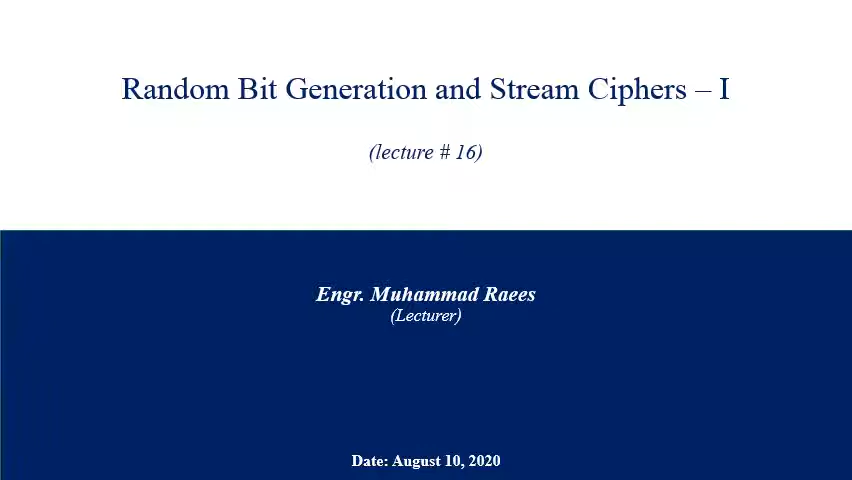 Random Bit Generation and Stream Ciphers – I
(lecture # 16)
Engr. Muhammad Raees
(Lecturer)
Date: August 10, 2020